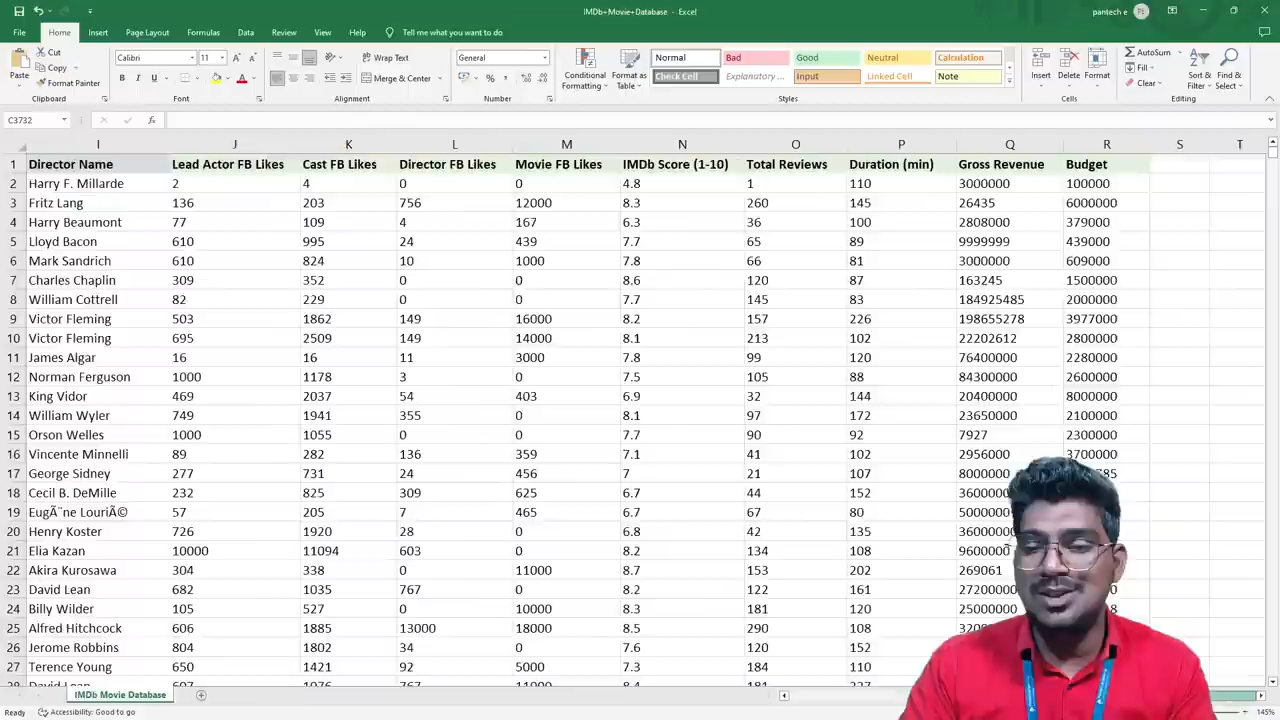 IMDb+Movie+Database - Excel
pantech e
PL
File Home Insert Page Layout Formulas Data Review View Help Tell me what you want to do
Paste
Cut
Copy
Format Painter
Clipboard
Calibri 11
B I U
Font
Wrap Text
Merge & Center
Alignment
General
Number
Conditional Formatting
Format as Table
Normal Bad Good Neutral Calculation
Check Cell Explanatory ... Input Linked Cell Note
Styles
Insert Delete Format
Cells
AutoSum
Fill
Clear
Sort & Filter
Find & Select
Editing
C3732
I J K L M N O P Q R S T
1 Director Name Lead Actor FB Likes Cast FB Likes Director FB Likes Movie FB Likes IMDb Score (1-10) Total Reviews Duration (min) Gross Revenue Budget
2 Harry F. Millarde 2 4 0 0 4.8 1 110 3000000 100000
3 Fritz Lang 136 203 756 12000 8.3 260 145 26435 6000000
4 Harry Beaumont 77 109 4 167 6.3 36 100 2808000 379000
5 Lloyd Bacon 610 995 24 439 7.7 65 89 9999999 439000
6 Mark Sandrich 610 824 10 1000 7.8 66 81 3000000 609000
7 Charles Chaplin 309 352 0 0 8.6 120 87 163245 1500000
8 William Cottrell 82 229 0 0 7.7 145 83 184925485 2000000
9 Victor Fleming 503 1862 149 16000 8.2 157 226 198655278 3977000
10 Victor Fleming 695 2509 149 14000 8.1 213 102 22202612 2800000
11 James Algar 16 16 11 3000 7.8 99 120 76400000 2280000
12 Norman Ferguson 1000 1178 3 0 7.5 105 88 84300000 2600000
13 King Vidor 469 2037 54 403 6.9 32 144 20400000 8000000
14 William Wyler 749 1941 355 0 8.1 97 172 23650000 2100000
15 Orson Welles 1000 1055 0 0 7.7 90 92 7927 2300000
16 Vincente Minnelli 89 282 136 359 7.1 41 102 2956000 3700000
17 George Sidney 277 731 24 456 7 21 107 8000000
18 Cecil B. DeMille 232 825 309 625 6.7 44 152 3600000
19 EugÃ¨ne LouriÃ© 57 205 7 465 6.7 67 80 5000000
20 Henry Koster 726 1920 28 0 6.8 42 135 36000000
21 Elia Kazan 10000 11094 603 0 8.2 134 108 9600000
22 Akira Kurosawa 304 338 0 11000 8.7 153 202 269061
23 David Lean 682 1035 767 0 8.2 122 161 27200000
24 Billy Wilder 105 527 0 10000 8.3 181 120 25000000
25 Alfred Hitchcock 606 1885 13000 18000 8.5 290 108
26 Jerome Robbins 804 1802 34 0 7.6 120 152
27 Terence Young 650 1421 92 5000 7.3 184 110
IMDb Movie Database
Ready Accessibility: Good to go
145%